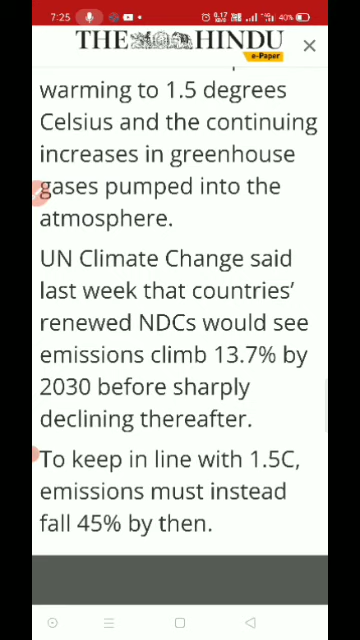 7:25
0.17
40%
THE HINDU
e-Paper
warming to 1.5 degrees
Celsius and the continuing
increases in greenhouse
gases pumped into the
atmosphere.
UN Climate Change said
last week that countries'
renewed NDCs would see
emissions climb 13.7% by
2030 before sharply
declining thereafter.
To keep in line with 1.5C,
emissions must instead
fall 45% by then.